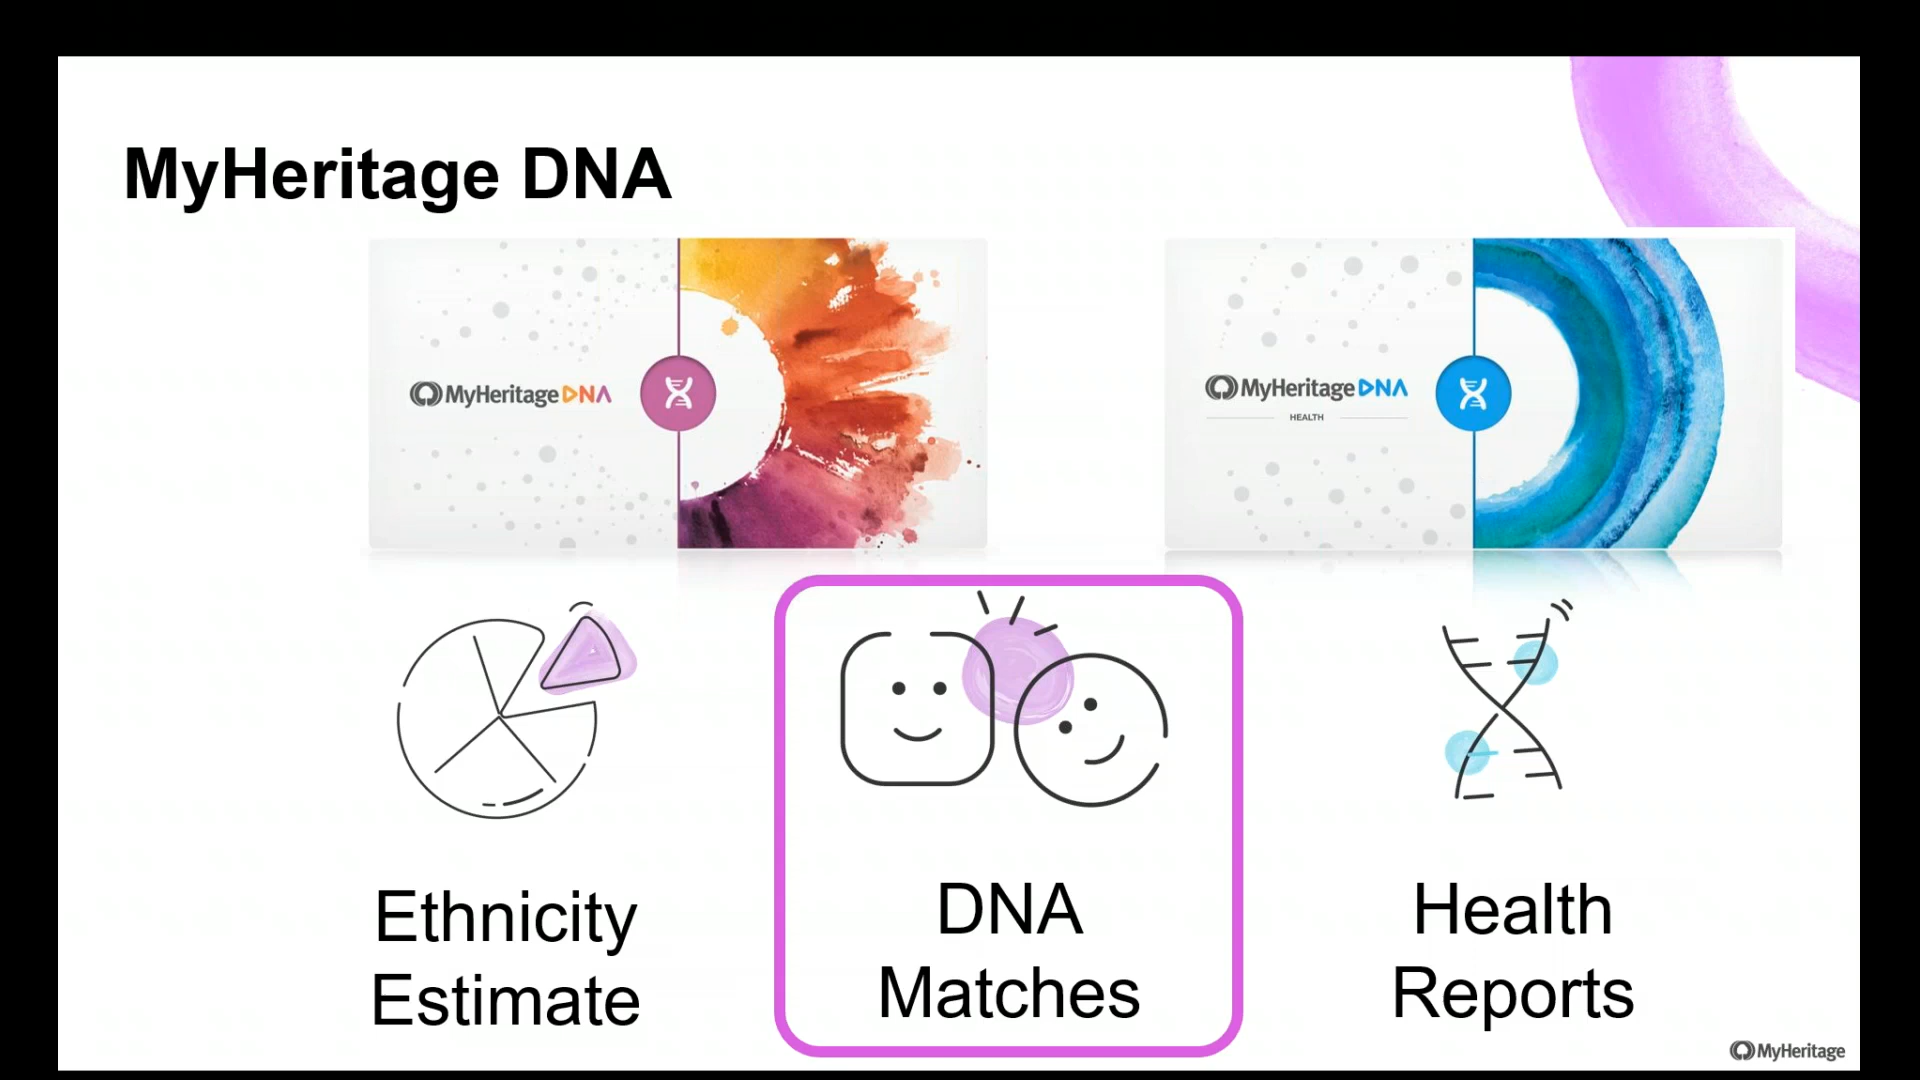 MyHeritage DNA
MyHeritage DNA
MyHeritage DNA
HEALTH
Ethnicity
Estimate
DNA
Matches
Health
Reports
MyHeritage